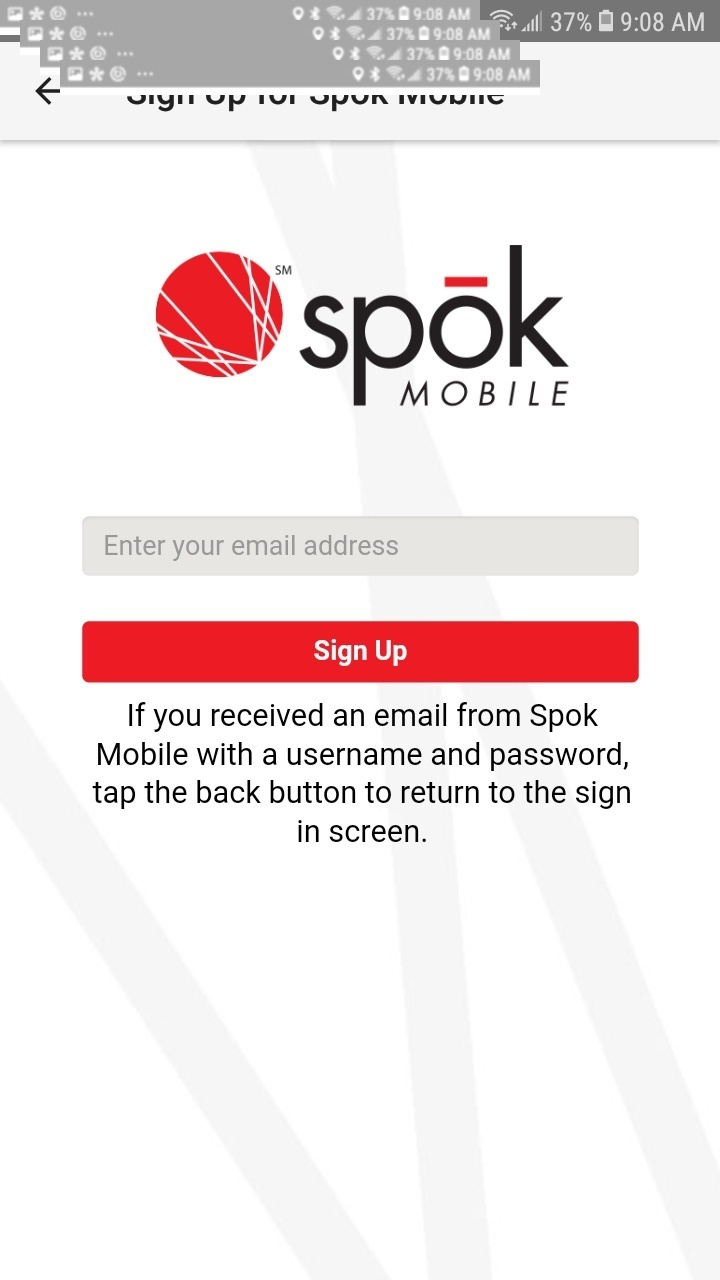 37% 9:08 AM
37% 9:08 AM
37% 9:08 AM
37% 9:08 AM
37% 9:08 AM
Sign Up for Spok Mobile
SM
spōk
MOBILE
Enter your email address
Sign Up
If you received an email from Spok
Mobile with a username and password,
tap the back button to return to the sign
in screen.